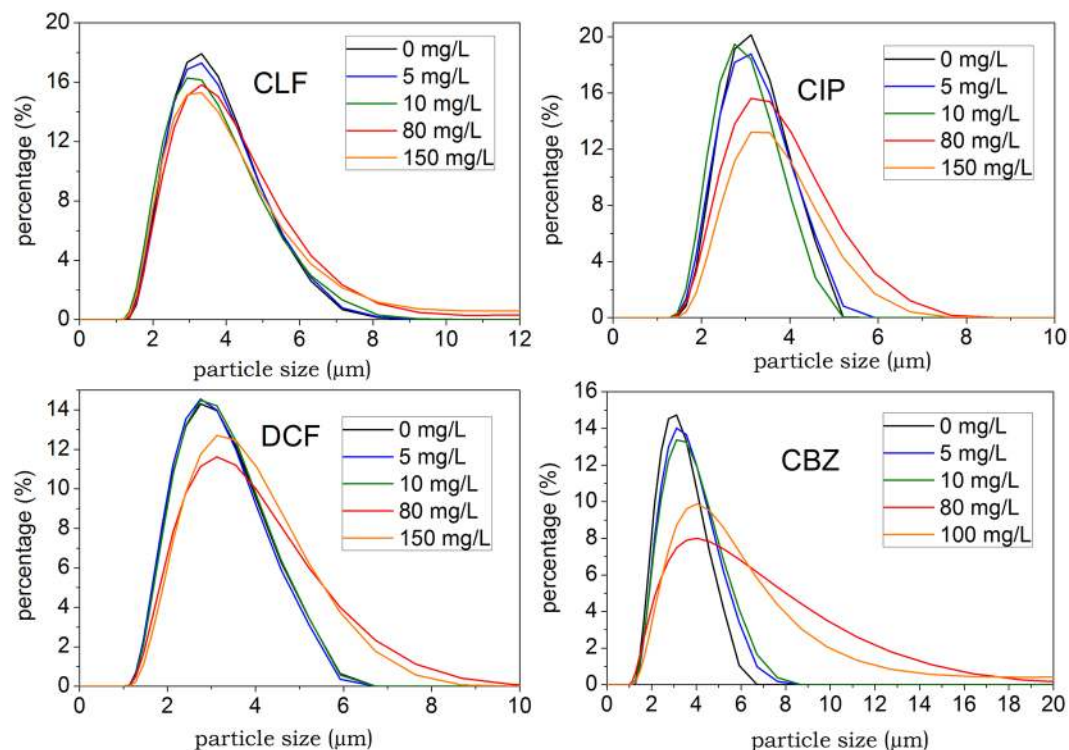 20
16
12
8
4
0
percentage (%)
CLF
0 mg/L
5 mg/L
10 mg/L
80 mg/L
150 mg/L
0 2 4 6 8 10 12
particle size (µm)
20
16
12
8
4
0
percentage (%)
CIP
0 mg/L
5 mg/L
10 mg/L
80 mg/L
150 mg/L
0 2 4 6 8 10
particle size (µm)
14
12
10
8
6
4
2
0
percentage (%)
DCF
0 mg/L
5 mg/L
10 mg/L
80 mg/L
150 mg/L
0 2 4 6 8 10
particle size (µm)
16
14
12
10
8
6
4
2
0
percentage (%)
CBZ
0 mg/L
5 mg/L
10 mg/L
80 mg/L
100 mg/L
0 2 4 6 8 10 12 14 16 18 20
particle size (µm)